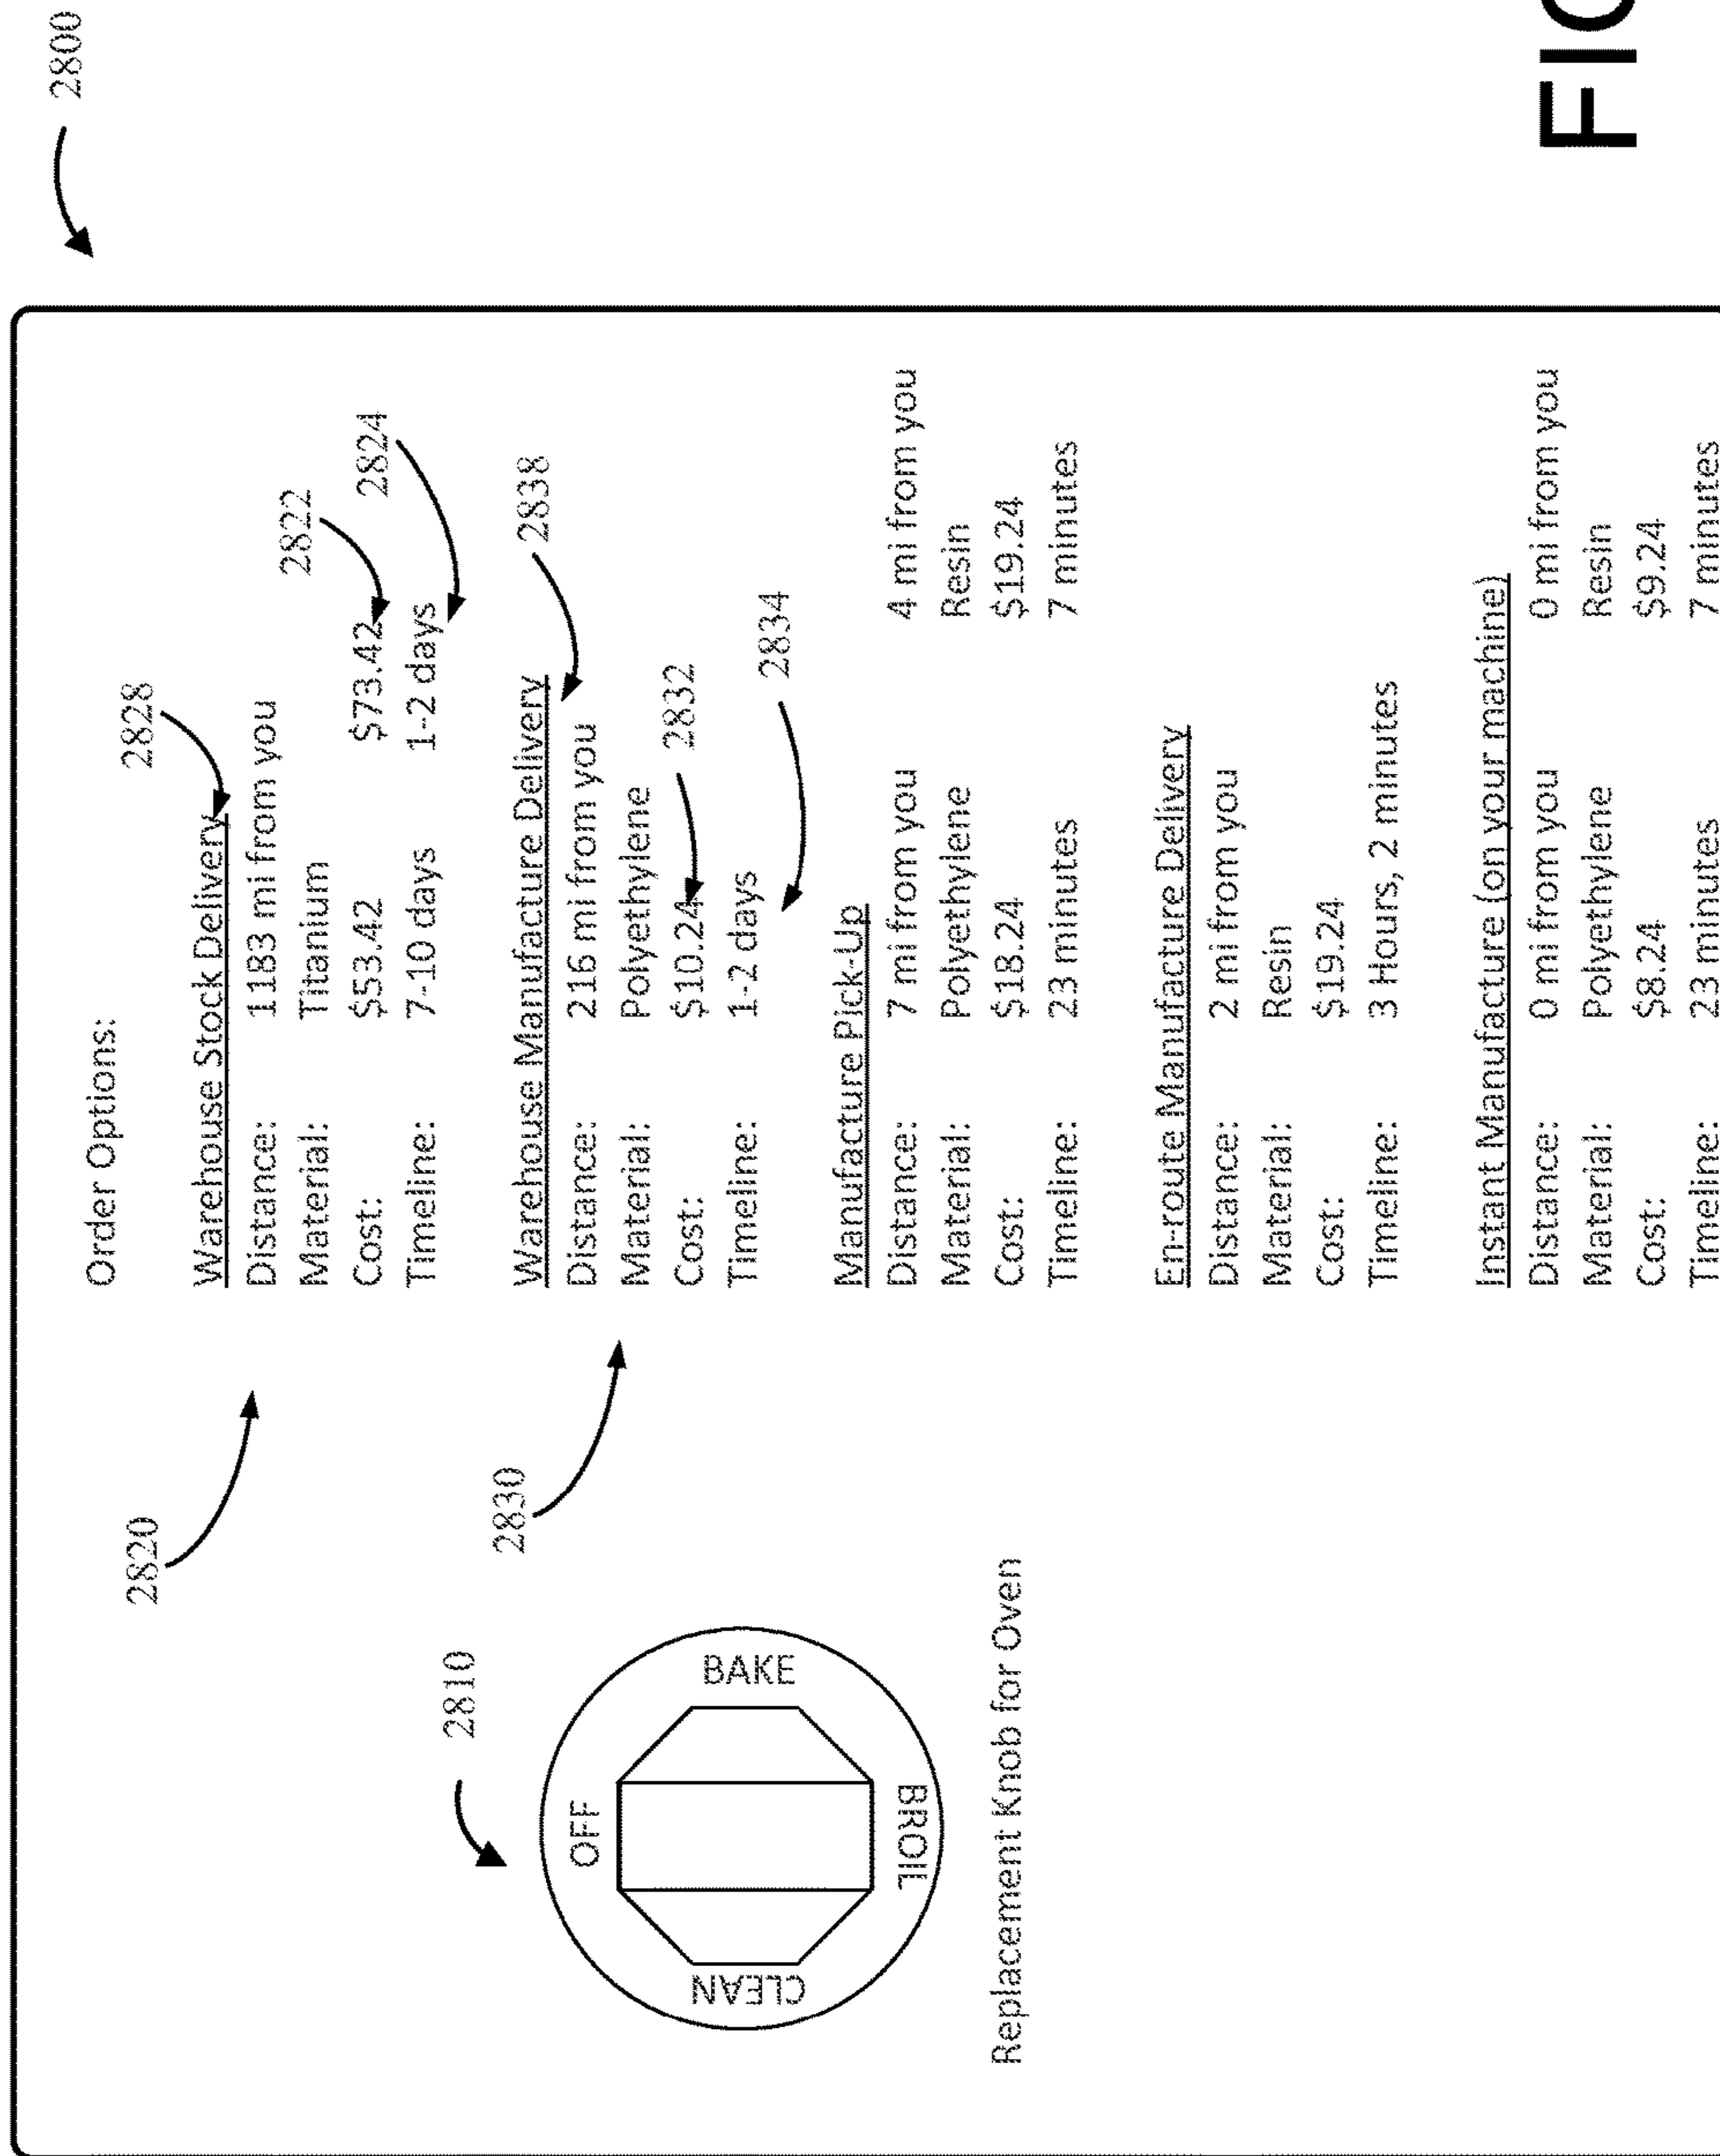 2800
Order Options:
2828
Warehouse Stock Delivery
Distance: 1183 mi from you
2822
Material: Titanium
2824
Cost: $53.42 $73.42
Timeline: 7-10 days 1-2 days
2820
2838
Warehouse Manufacture Delivery
Distance: 216 mi from you
Material: Polyethylene
2832
Cost: $10.24
Timeline: 1-2 days
2834
2830
Manufacture Pick-Up
Distance: 7 mi from you 4 mi from you
Material: Polyethylene Resin
Cost: $18.24 $19.24
Timeline: 23 minutes 7 minutes
En-route Manufacture Delivery
Distance: 2 mi from you
Material: Resin
Cost: $19.24
Timeline: 3 Hours, 2 minutes
Instant Manufacture (on your machine)
Distance: 0 mi from you 0 mi from you
Material: Polyethylene Resin
Cost: $8.24 $9.24
Timeline: 23 minutes 7 minutes
2810
OFF
BAKE
BROIL
CLEAN
Replacement Knob for Oven